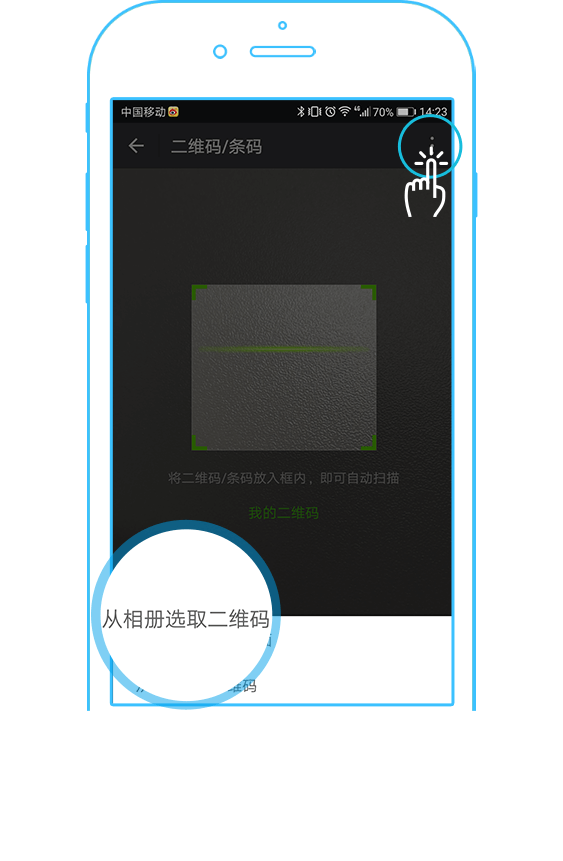 中国移动 4G 70% 14:23
二维码/条码
将二维码/条码放入框内，即可自动扫描
我的二维码
从相册选取二维码
维码